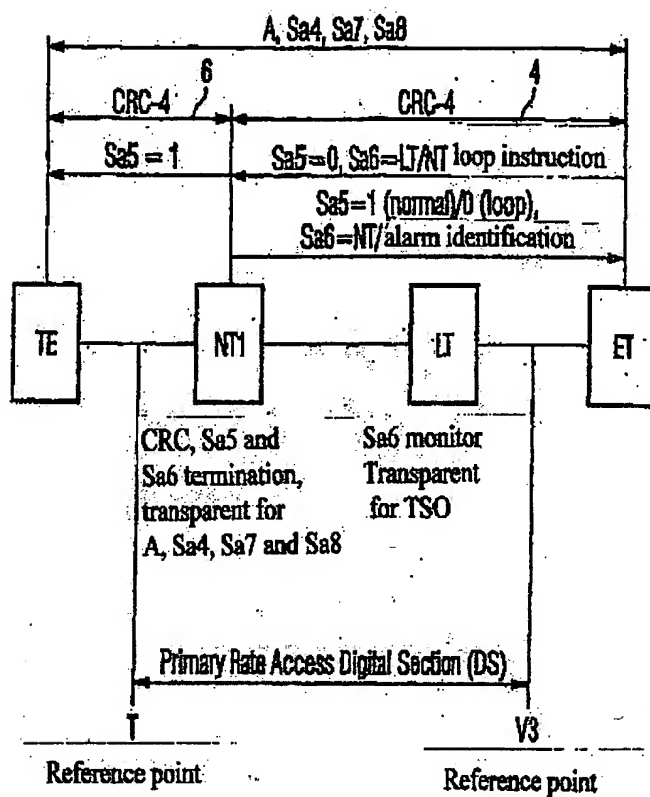 A, Sa4, Sa7, Sa8
6
4
CRC-4
CRC-4
Sa5 = 1
Sa5=0, Sa6=LT/NT loop instruction
Sa5=1 (normal)/0 (loop),
Sa6=NT/alarm identification
TE
NT1
LT
ET
CRC, Sa5 and
Sa6 termination,
transparent for
A, Sa4, Sa7 and Sa8
Sa6 monitor
Transparent
for TSO
Primary Rate Access Digital Section (DS)
T
V3
Reference point
Reference point